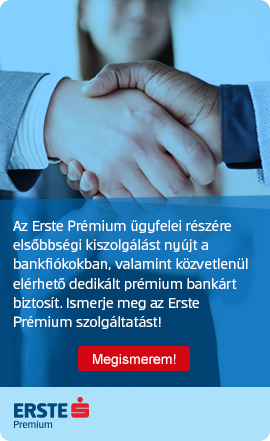 Az Erste Prémium ügyfelei részére
elsőbbségi kiszolgálást nyújt a
bankfiókokban, valamint közvetlenül
elérhető dedikált prémium bankárt
biztosít. Ismerje meg az Erste
Prémium szolgáltatást!
Megismerem!
ERSTE
Premium